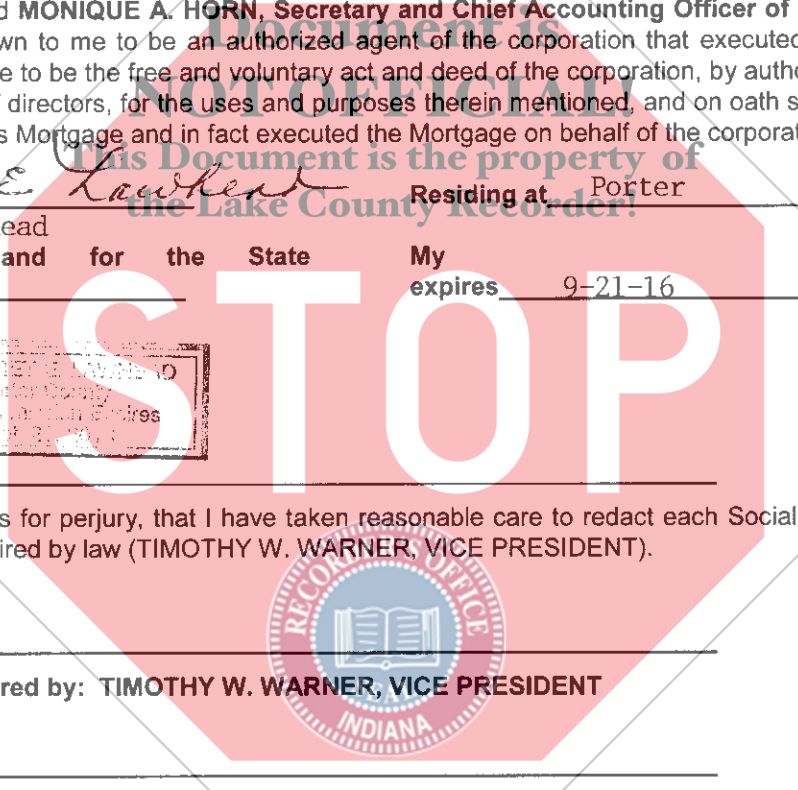 d MONIQUE A. HORN, Secretary and Chief Accounting Officer of
Document is
wn to me to be an authorized agent of the corporation that executed
e to be the free and voluntary act and deed of the corporation, by autho
NOT OFFICIAL!
f directors, for the uses and purposes therein mentioned, and on oath s
s Mortgage and in fact executed the Mortgage on behalf of the corporat
This Document is the property of
E Lawhead Residing at Porter
the Lake County Recorder!
ead
and for the State My
expires 9-21-16
STOP
County
ires
s for perjury, that I have taken reasonable care to redact each Social
ired by law (TIMOTHY W. WARNER, VICE PRESIDENT).
RECORDER'S OFFICE
SEAL
red by: TIMOTHY W. WARNER, VICE PRESIDENT
INDIANA